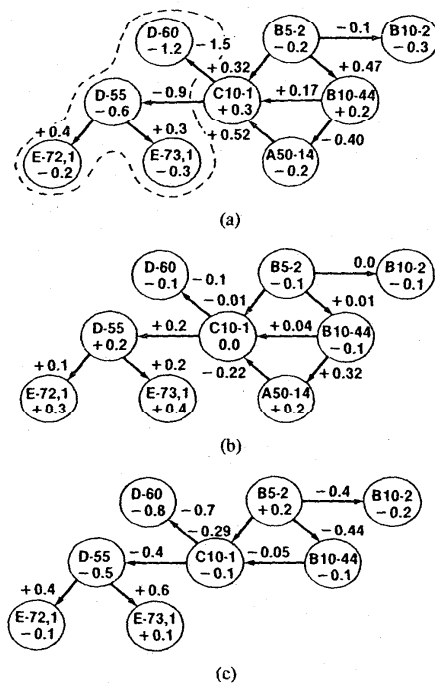 D-60
− 1.2
− 1.5
B5-2
− 0.2
− 0.1
B10-2
− 0.3
+ 0.32
+ 0.47
D-55
− 0.6
− 0.9
C10-1
+ 0.3
+ 0.17
B10-44
+ 0.2
+ 0.4
+ 0.3
+ 0.52
− 0.40
E-72,1
− 0.2
E-73,1
− 0.3
A50-14
− 0.2
(a)
D-60
− 0.1
− 0.1
B5-2
− 0.1
0.0
B10-2
− 0.1
− 0.01
+ 0.01
D-55
+ 0.2
+ 0.2
C10-1
0.0
+ 0.04
B10-44
− 0.1
+ 0.1
+ 0.2
− 0.22
+ 0.32
E-72,1
+ 0.3
E-73,1
+ 0.4
A50-14
+ 0.2
(b)
D-60
− 0.8
− 0.7
B5-2
+ 0.2
− 0.4
B10-2
− 0.2
− 0.29
− 0.44
D-55
− 0.5
− 0.4
C10-1
− 0.1
− 0.05
B10-44
− 0.1
+ 0.4
+ 0.6
E-72,1
− 0.1
E-73,1
+ 0.1
(c)